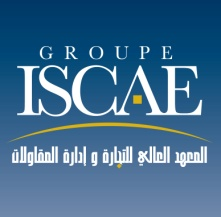 GROUPE
ISCAE
المعهد العالي للتجارة و إدارة المقاولات